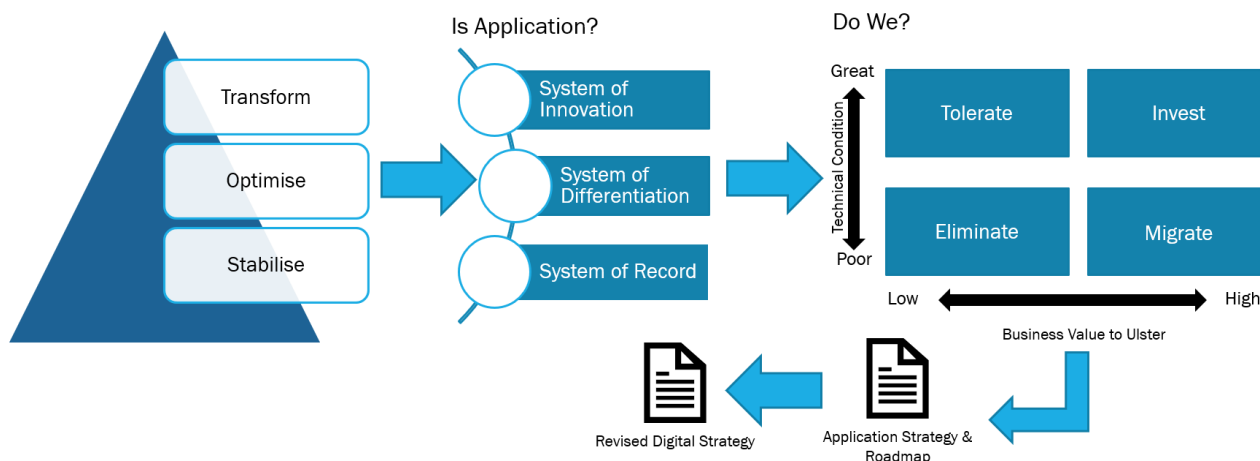 Transform
Optimise
Stabilise
Is Application?
System of
Innovation
System of
Differentiation
System of Record
Do We?
Great
Technical Condition
Poor
Tolerate
Invest
Eliminate
Migrate
Low
High
Business Value to Ulster
Application Strategy &
Roadmap
Revised Digital Strategy